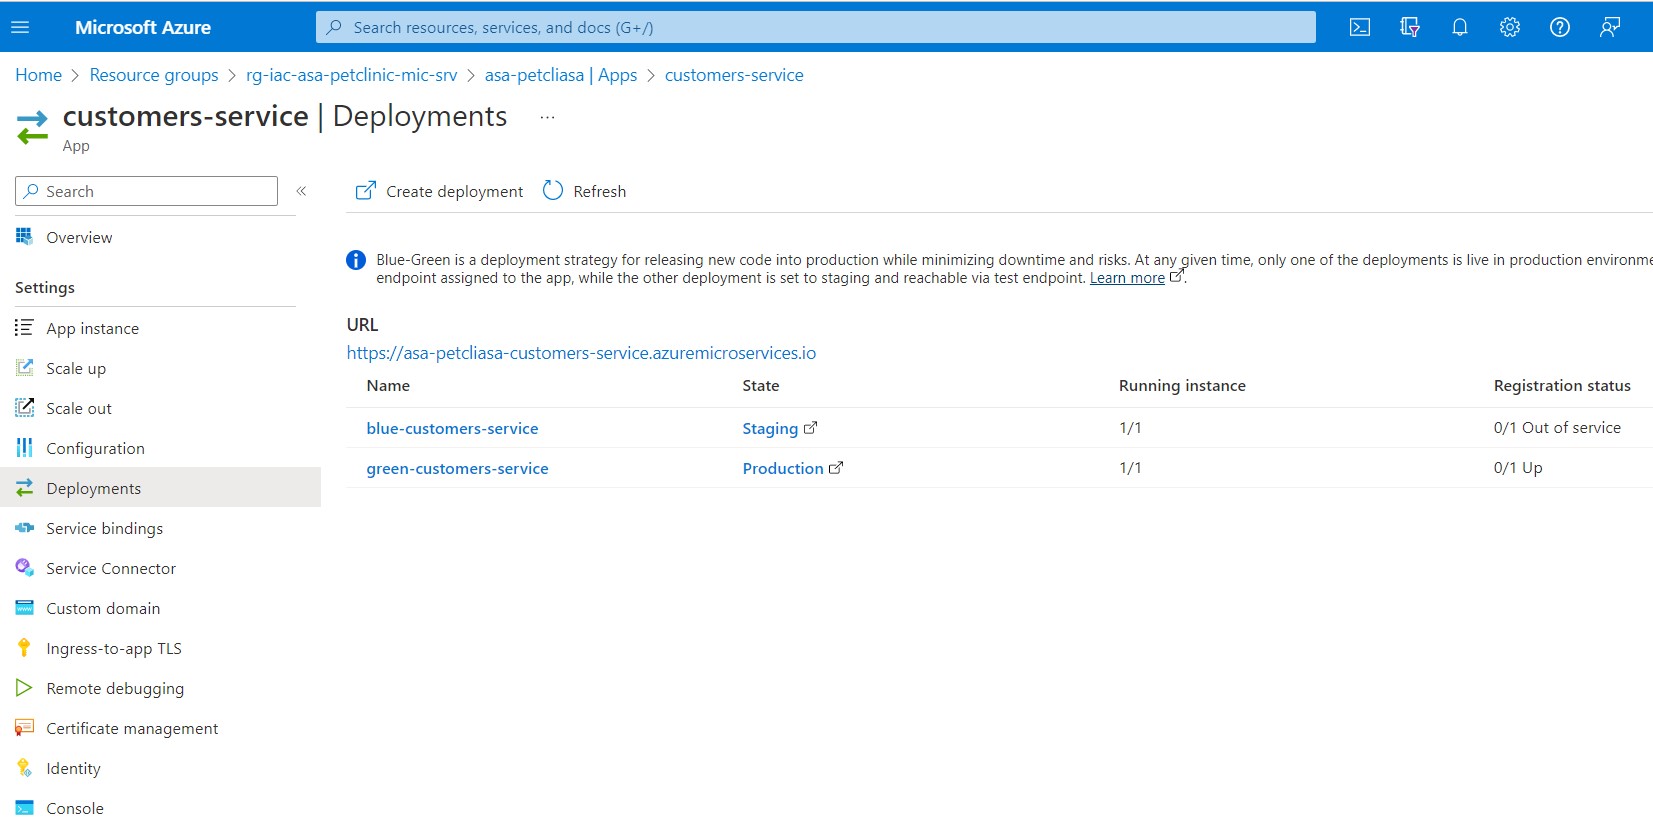 Microsoft Azure
Search resources, services, and docs (G+/)
Home > Resource groups > rg-iac-asa-petclinic-mic-srv > asa-petcliasa | Apps > customers-service
customers-service | Deployments ...
App
Search
«
Create deployment
Refresh
Overview
Settings
App instance
Scale up
Scale out
Configuration
Deployments
Service bindings
Service Connector
Custom domain
Ingress-to-app TLS
Remote debugging
Certificate management
Identity
Console
Blue-Green is a deployment strategy for releasing new code into production while minimizing downtime and risks. At any given time, only one of the deployments is live in production environme
endpoint assigned to the app, while the other deployment is set to staging and reachable via test endpoint. Learn more.
URL
https://asa-petcliasa-customers-service.azuremicroservices.io
Name State Running instance Registration status
blue-customers-service Staging 1/1 0/1 Out of service
green-customers-service Production 1/1 0/1 Up